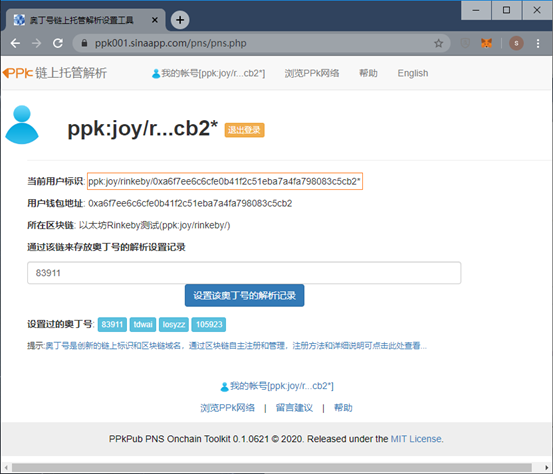 奥丁号链上托管解析设置工具
ppk001.sinaapp.com/pns/pns.php
S
PPk 链上托管解析 我的帐号[ppk:joy/r...cb2*] 浏览PPk网络 帮助 English
ppk:joy/r...cb2* 退出登录
当前用户标识: ppk:joy/rinkeby/0xa6f7ee6c6cfe0b41f2c51eba7a4fa798083c5cb2*
用户钱包地址: 0xa6f7ee6c6cfe0b41f2c51eba7a4fa798083c5cb2
所在区块链: 以太坊Rinkeby测试(ppk:joy/rinkeby/)
通过该链来存放奥丁号的解析设置记录
83911
设置该奥丁号的解析记录
设置过的奥丁号: 83911 tdwai losyzz 105923
提示:奥丁号是创新的链上标识和区块链域名，通过区块链自主注册和管理，注册方法和详细说明可点击此处查看...
我的帐号[ppk:joy/r...cb2*]
浏览PPk网络 | 留言建议 | 帮助
PPkPub PNS Onchain Toolkit 0.1.0621 © 2020. Released under the MIT License.